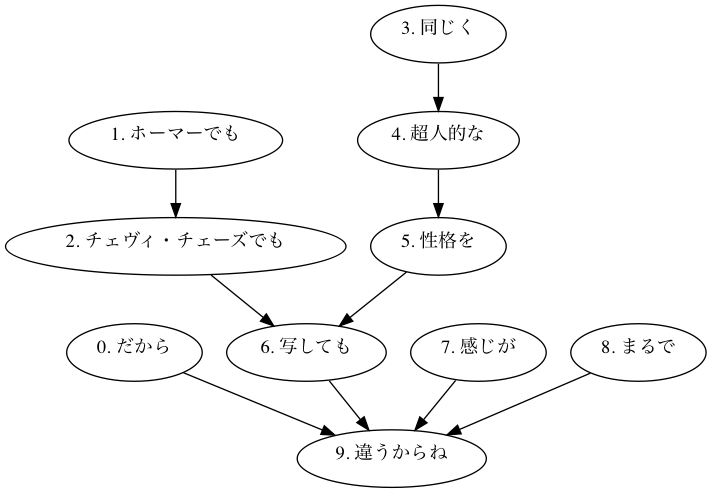 3. 同じく
1. ホーマーでも
4. 超人的な
2. チェヴィ・チェーズでも
5. 性格を
0. だから
6. 写しても
7. 感じが
8. まるで
9. 違うからね